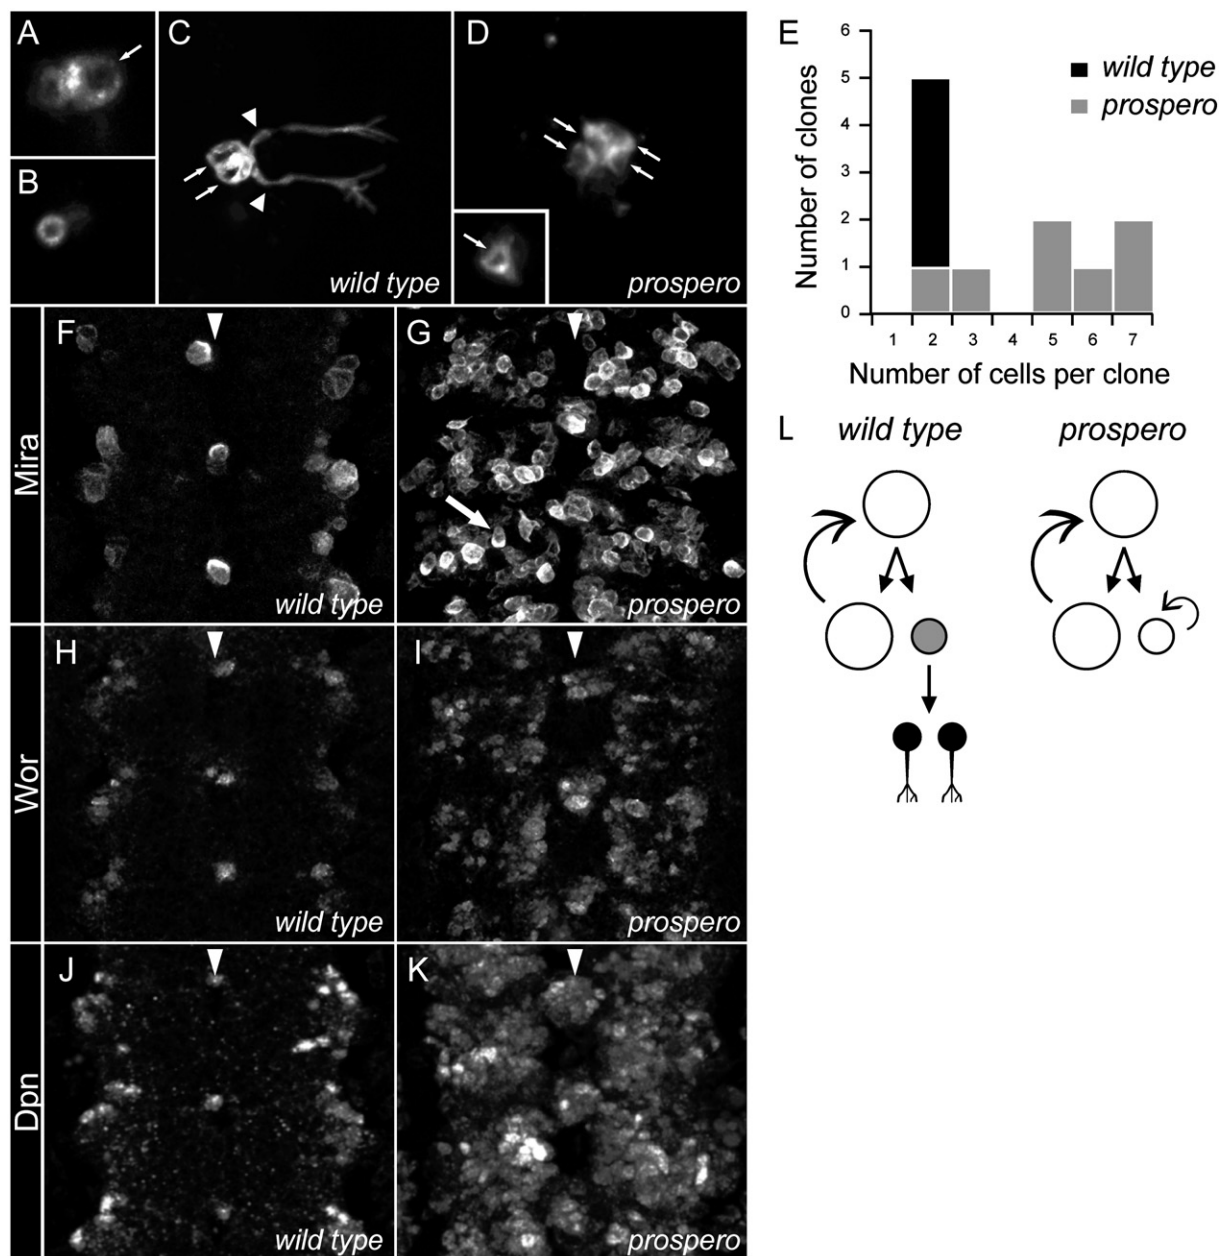 A
B
C
wild type
D
prospero
E
6
5
4
3
2
1
0
Number of clones
wild type
prospero
1 2 3 4 5 6 7
Number of cells per clone
Mira
F
wild type
G
prospero
Wor
H
wild type
I
prospero
Dpn
J
wild type
K
prospero
L
wild type
prospero